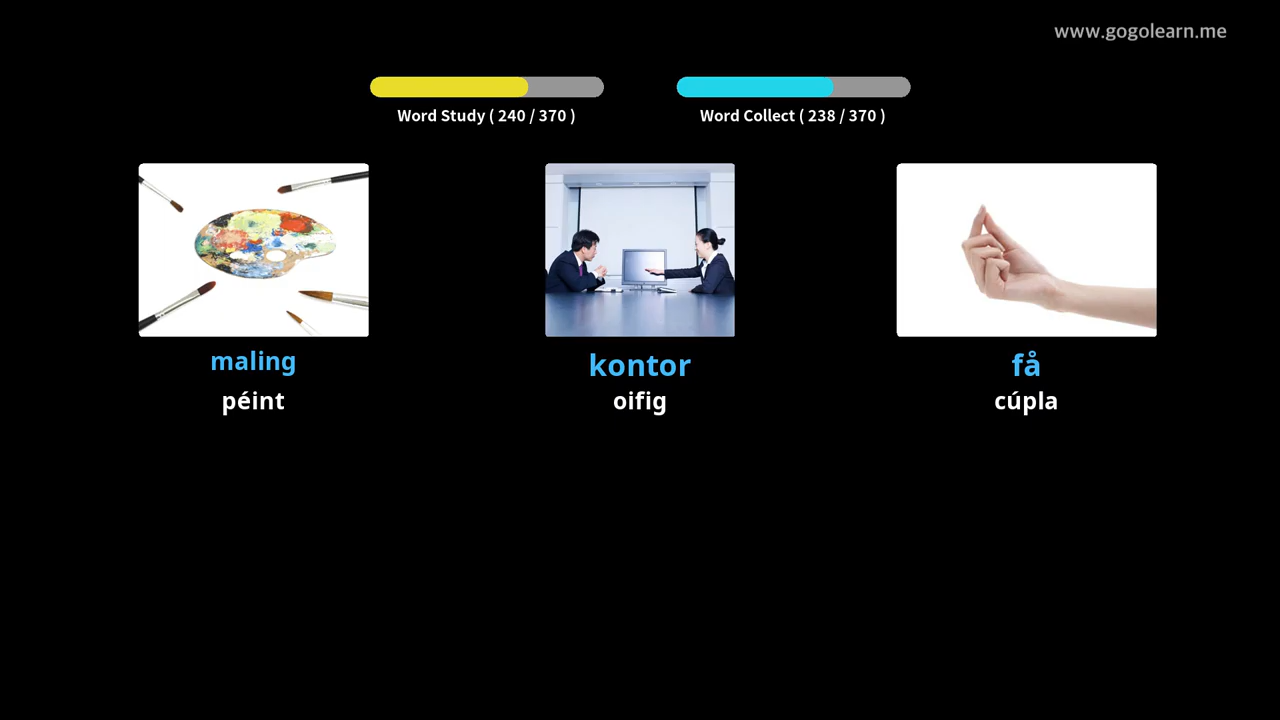 www.gogolearn.me
Word Study ( 240 / 370 )
Word Collect ( 238 / 370 )
maling
péint
kontor
oifig
få
cúpla